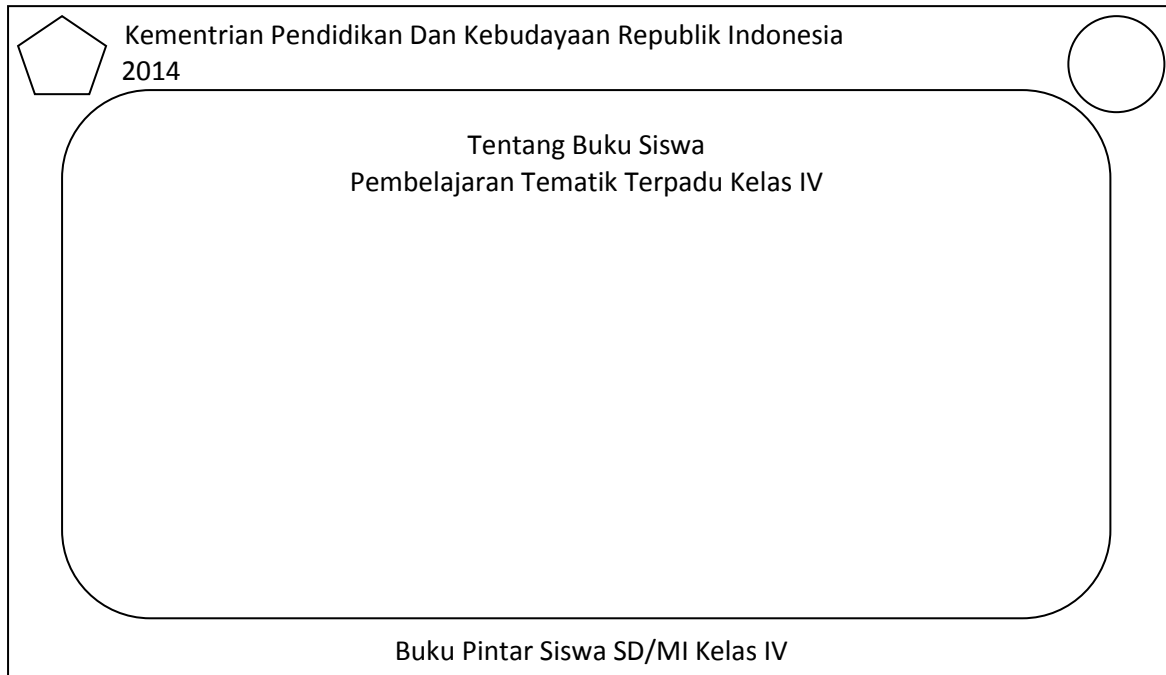 Kementrian Pendidikan Dan Kebudayaan Republik Indonesia
2014
Tentang Buku Siswa
Pembelajaran Tematik Terpadu Kelas IV
Buku Pintar Siswa SD/MI Kelas IV